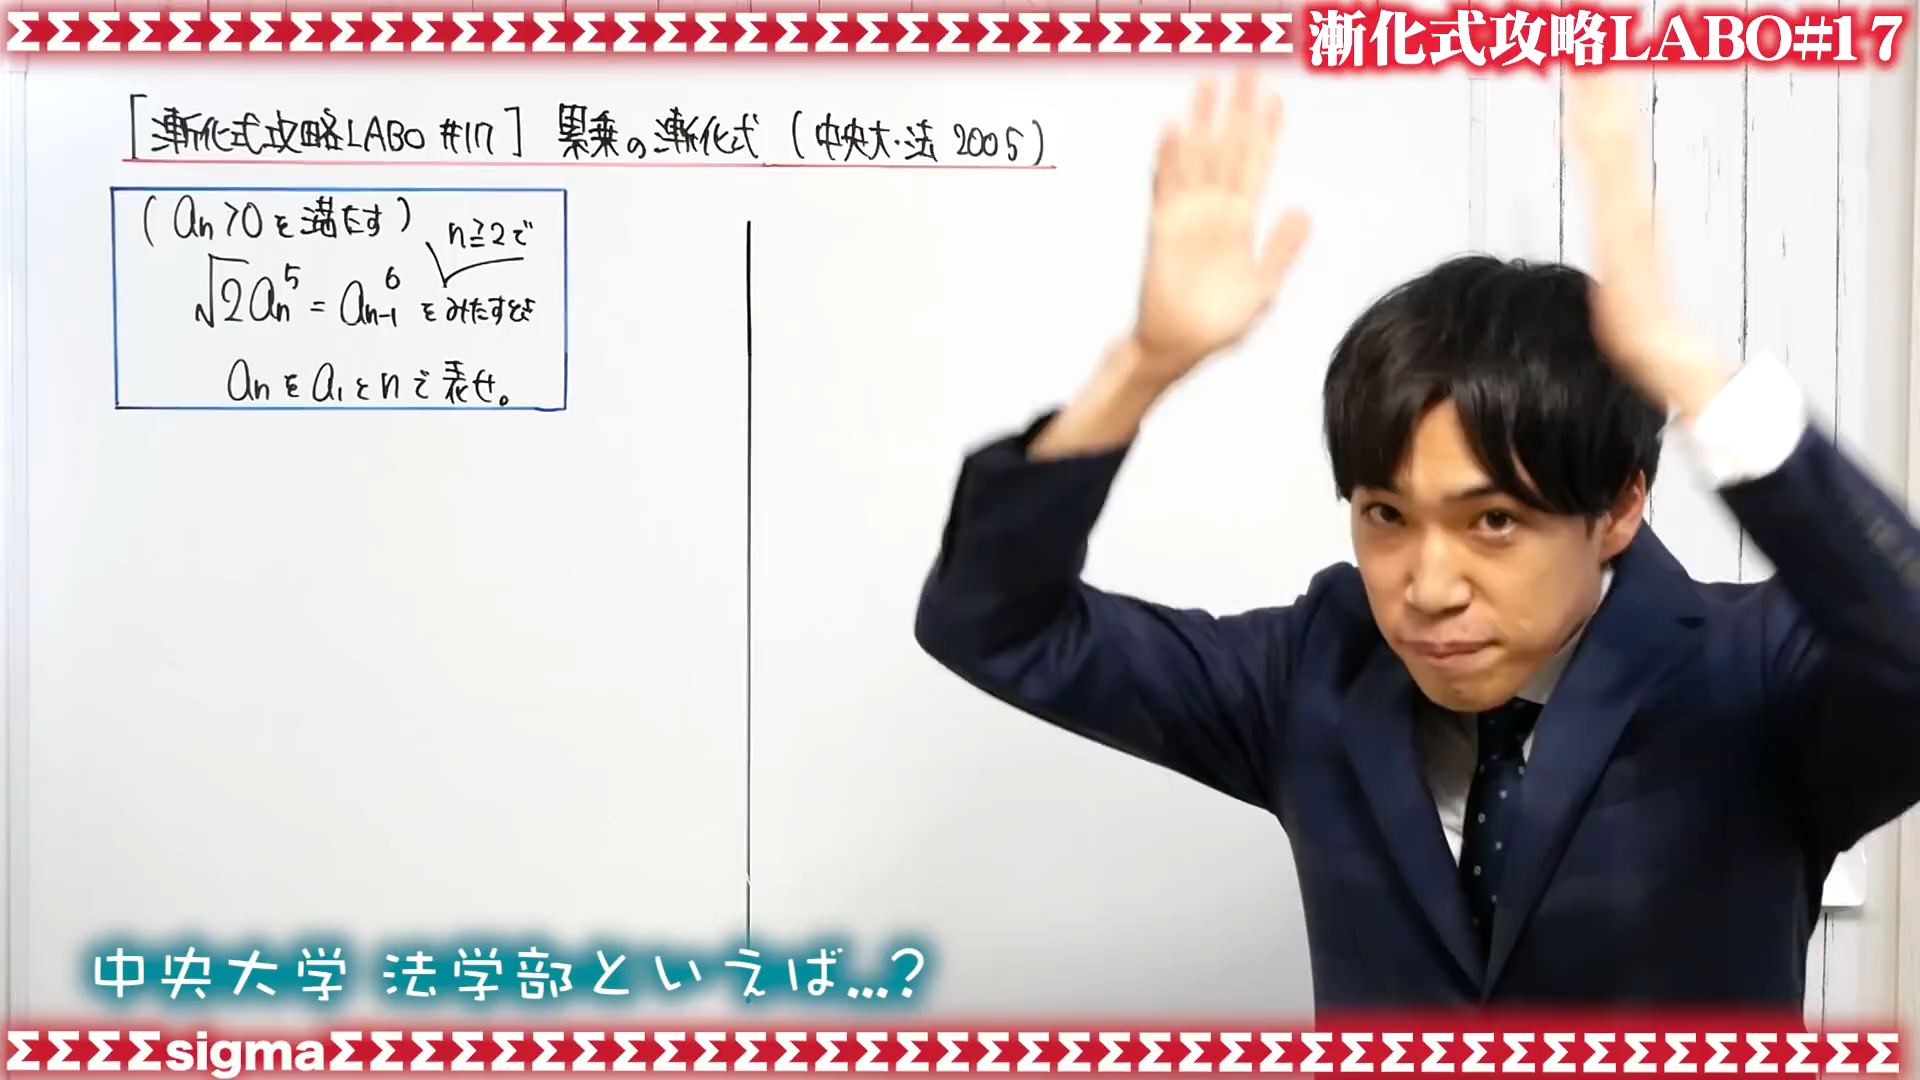 漸化式攻略LABO#17
[漸化式攻略LABO #17] 累乗の漸化式 (中央大・法 2005)
(an>0を満たす)
n≧2で
√2an^5 = an-1^6 をみたすとき
anをa1とnで表せ。
中央大学 法学部といえば...?
ΣΣΣΣsigmaΣΣΣΣΣΣΣΣΣΣΣΣΣΣΣΣΣΣΣΣΣΣΣΣΣΣΣΣΣΣΣΣΣΣΣΣΣ